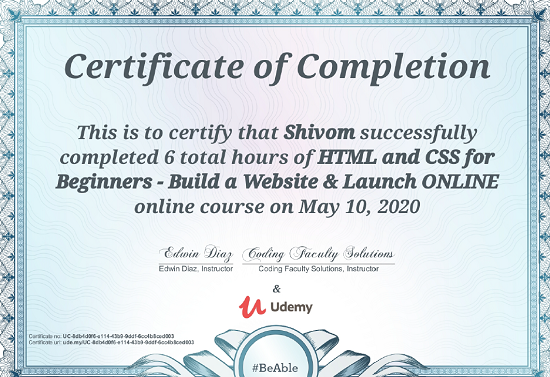 Certificate of Completion
This is to certify that Shivom successfully
completed 6 total hours of HTML and CSS for
Beginners - Build a Website & Launch ONLINE
online course on May 10, 2020
Edwin Diaz Coding Faculty Solutions
Edwin Diaz, Instructor Coding Faculty Solutions, Instructor
&
Udemy
Certificate no: UC-8db4d9f6-e114-43b9-9ddf-6cc4b8ced003
Certificate url: ude.my/UC-8db4d9f6-e114-43b9-9ddf-6cc4b8ced003
#BeAble